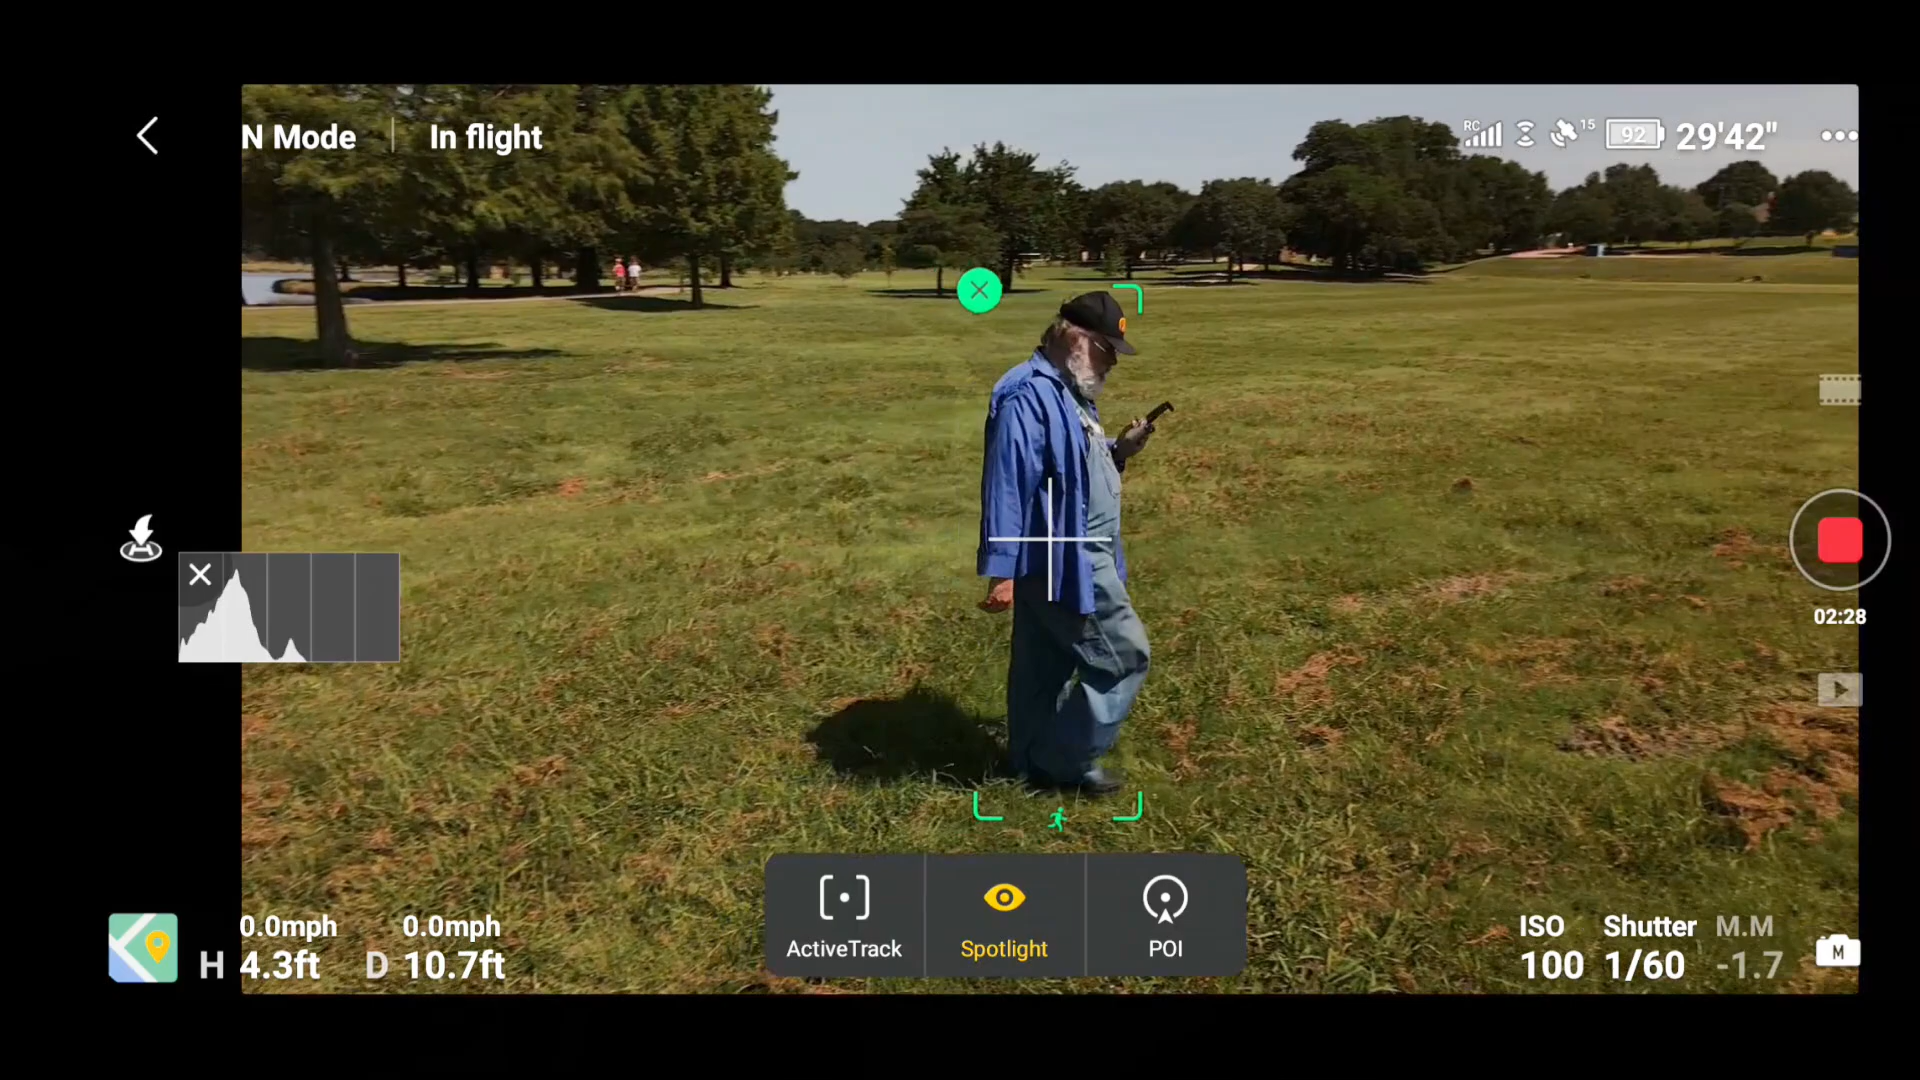 N Mode | In flight
RC 15 92 29'42"
02:28
ActiveTrack Spotlight POI
0.0mph 0.0mph
H 4.3ft D 10.7ft
ISO Shutter M.M
100 1/60 -1.7
M